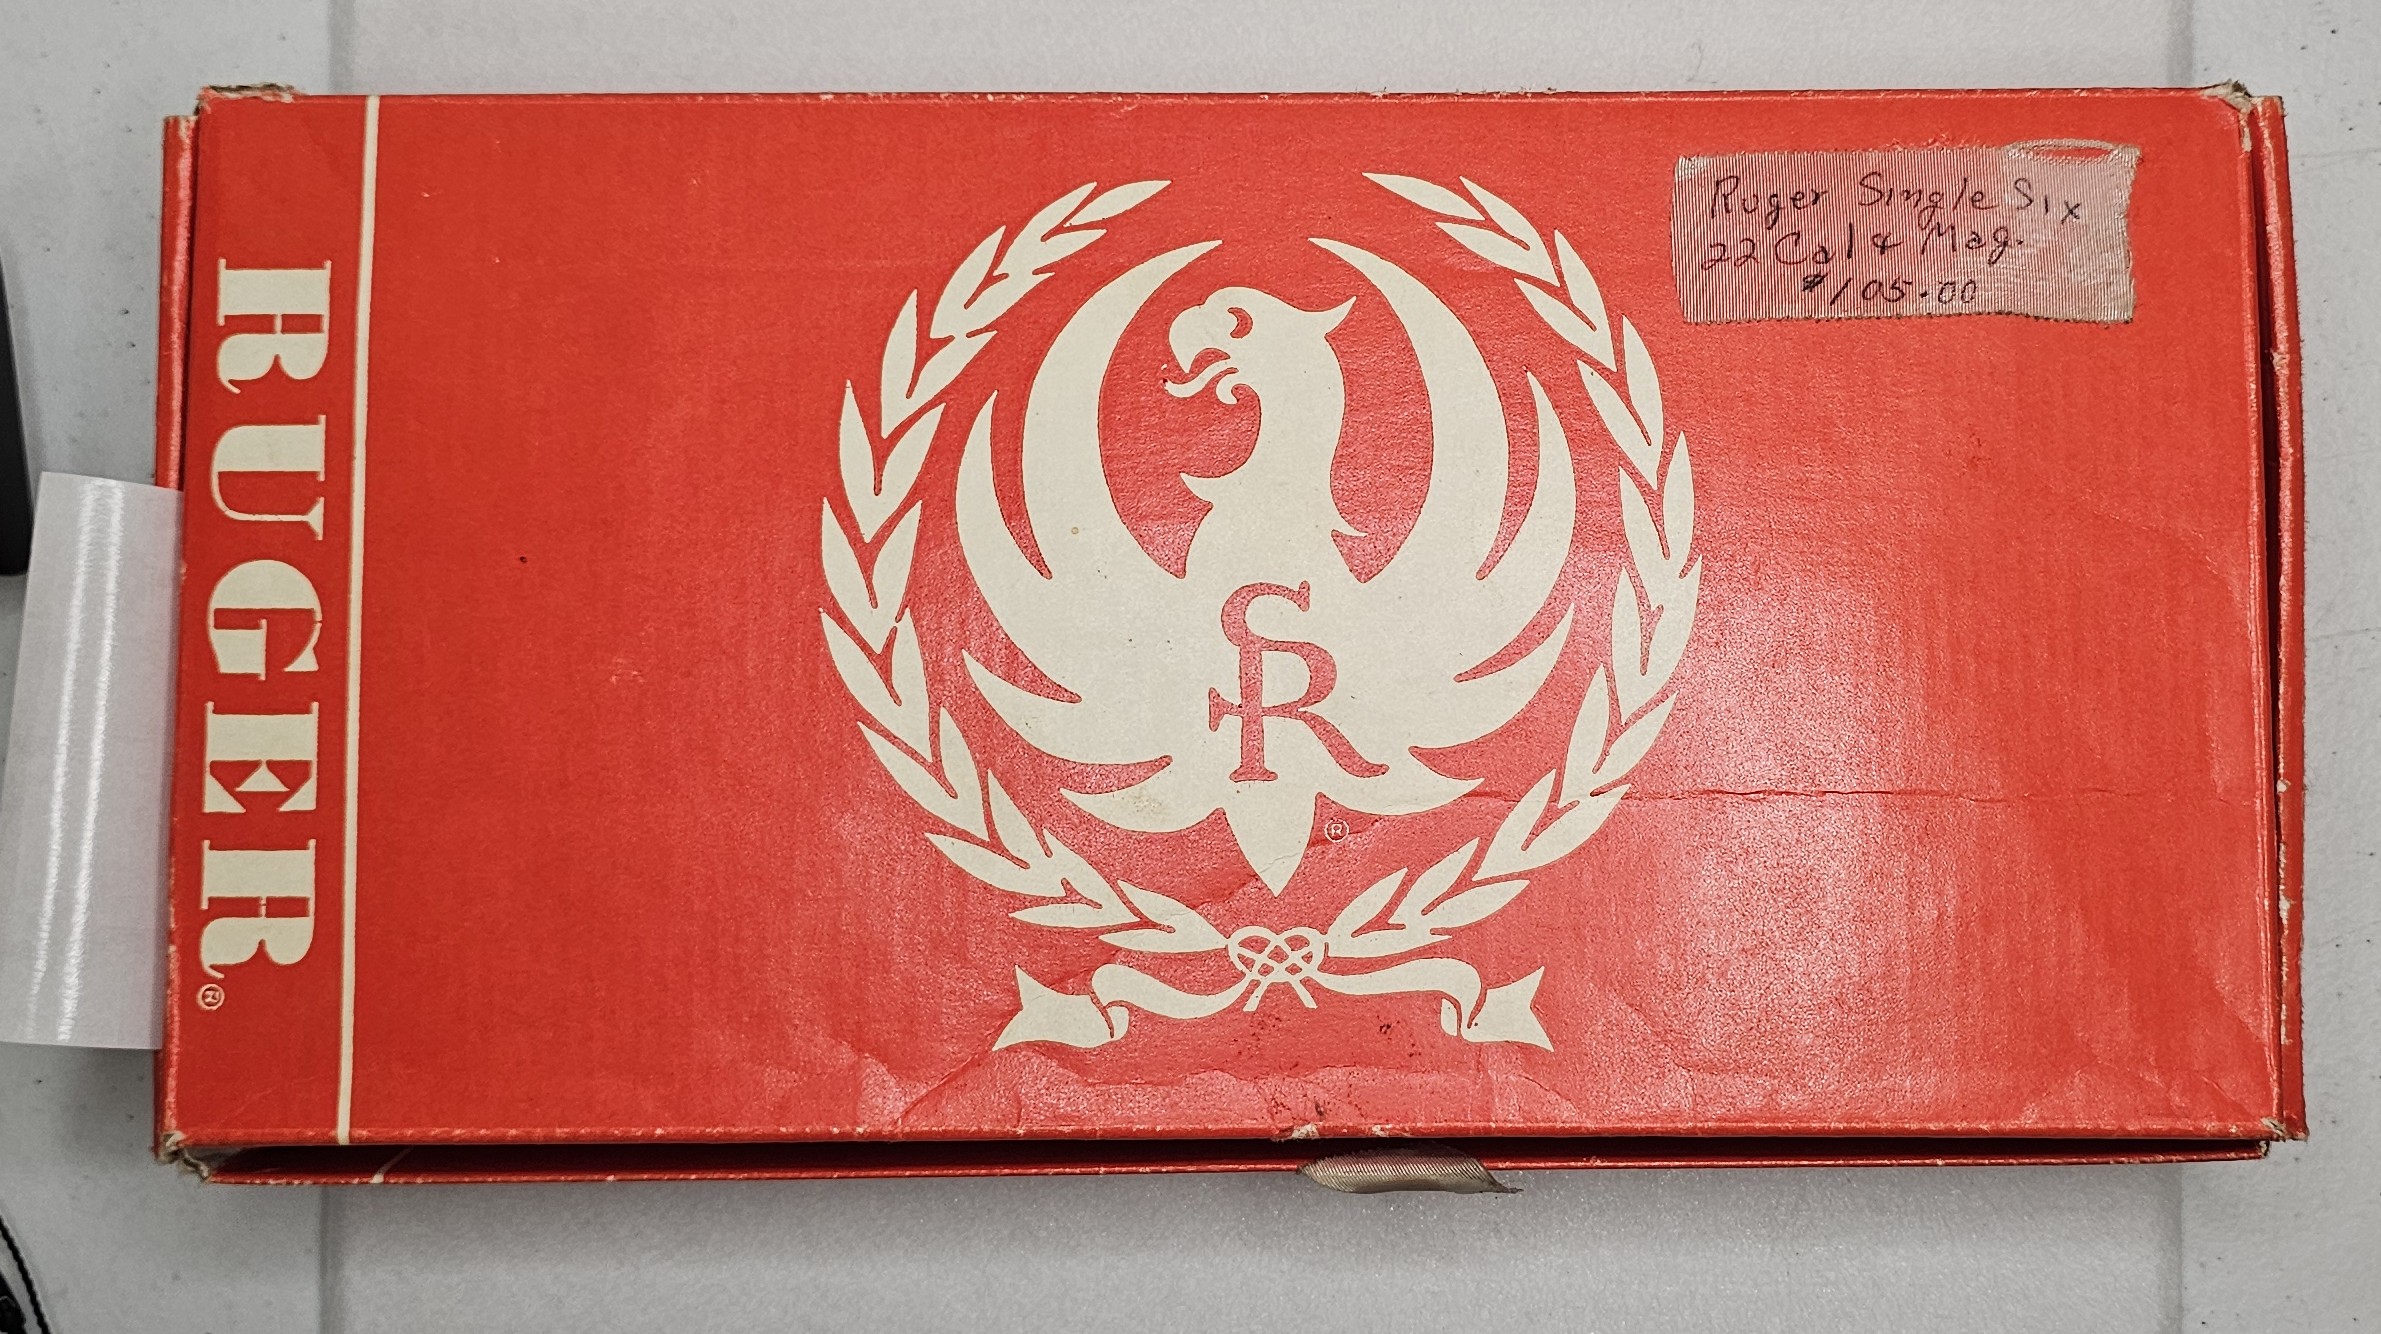 RUGER®
Ruger Single Six
22 Cal & Mag.
$105.00
SR
®